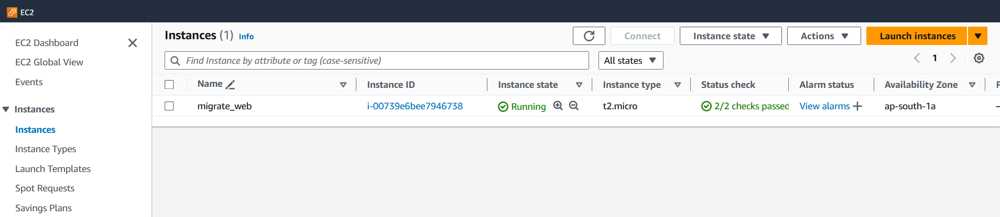 EC2
EC2 Dashboard
EC2 Global View
Events
Instances
Instances
Instance Types
Launch Templates
Spot Requests
Savings Plans
Instances (1) Info
Connect
Instance state
Actions
Launch instances
Find Instance by attribute or tag (case-sensitive)
All states
1
Name Instance ID Instance state Instance type Status check Alarm status Availability Zone
migrate_web i-00739e6bee7946738 Running t2.micro 2/2 checks passed View alarms ap-south-1a